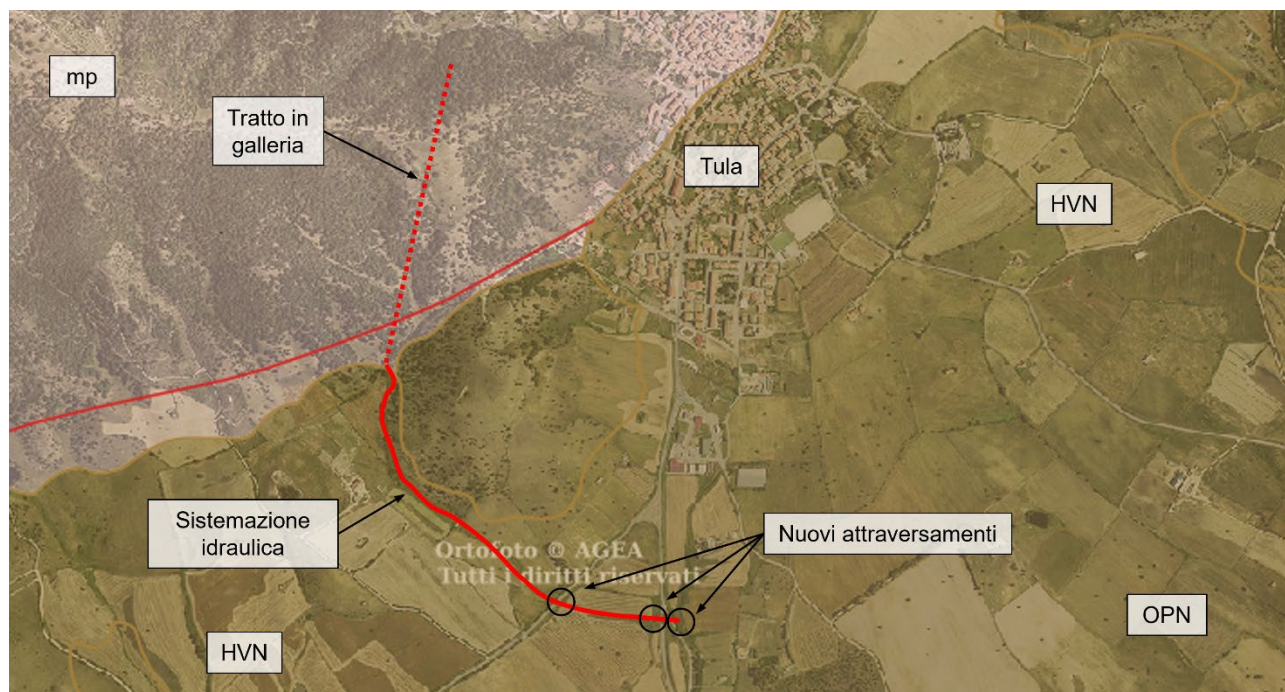 mp
Tratto in
galleria
Tula
HVN
Sistemazione
idraulica
Nuovi attraversamenti
Ortofoto © AGEA
Tutti i diritti riservati
HVN
OPN